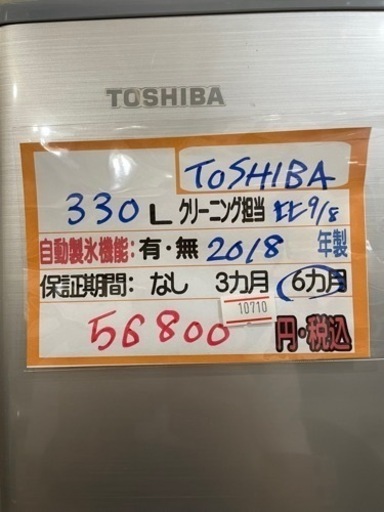 TOSHIBA
TOSHIBA
330L クリーニング担当 9/8
自動製氷機能:有・無 2018 年製
保証期間: なし 3カ月 6カ月
10710
56800 円・税込